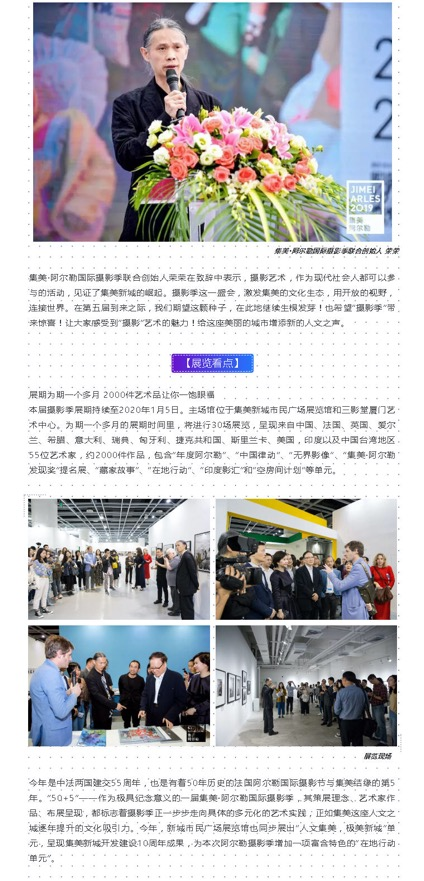 2
2
JIMEI
ARLES
2019
集美
阿尔勒
集美·阿尔勒国际摄影季联合创始人 荣荣
集美·阿尔勒国际摄影季联合创始人荣荣在致辞中表示，摄影艺术，作为现代社会人都可以参
与的活动，见证了集美新城的崛起。摄影季这一盛会，激发集美的文化生态，用开放的视野，
连接世界。在第五届到来之际，我们期望这颗种子，在此地继续生根发芽！也希望“摄影季”带
来惊喜！让大家感受到“摄影”艺术的魅力！给这座美丽的城市增添新的人文之声。
【展览看点】
展期为期一个多月 2000件艺术品让你一饱眼福
本届摄影季展期持续至2020年1月5日。主场馆位于集美新城市民广场展览馆和三影堂厦门艺
术中心。为期一个多月的展期时间里，将进行30场展览，呈现来自中国、法国、英国、爱尔
兰、希腊、意大利、瑞典、匈牙利、捷克共和国、斯里兰卡、美国，印度以及中国台湾地区
55位艺术家，约2000件作品，包含“年度阿尔勒”、“中国律动”、“无界影像”、“集美·阿尔勒
发现奖”提名展、“藏家故事”、“在地行动”、“印度影汇”和“空房间计划”等单元。
展览现场
今年是中法两国建交55周年，也是有着50年历史的法国阿尔勒国际摄影节与集美结缘的第5
年。“50+5”——作为极具纪念意义的一届集美·阿尔勒国际摄影季，其策展理念、艺术家作
品、布展呈现，都标志着摄影季正一步步走向具体的多元化的艺术实践；正如集美这座人文之
城逐年提升的文化吸引力。今年，新城市民广场展览馆也同步展出“人文集美，极美新城”单
元，呈现集美新城开发建设10周年成果，为本次阿尔勒摄影季增加一项富含特色的“在地行动
单元”。